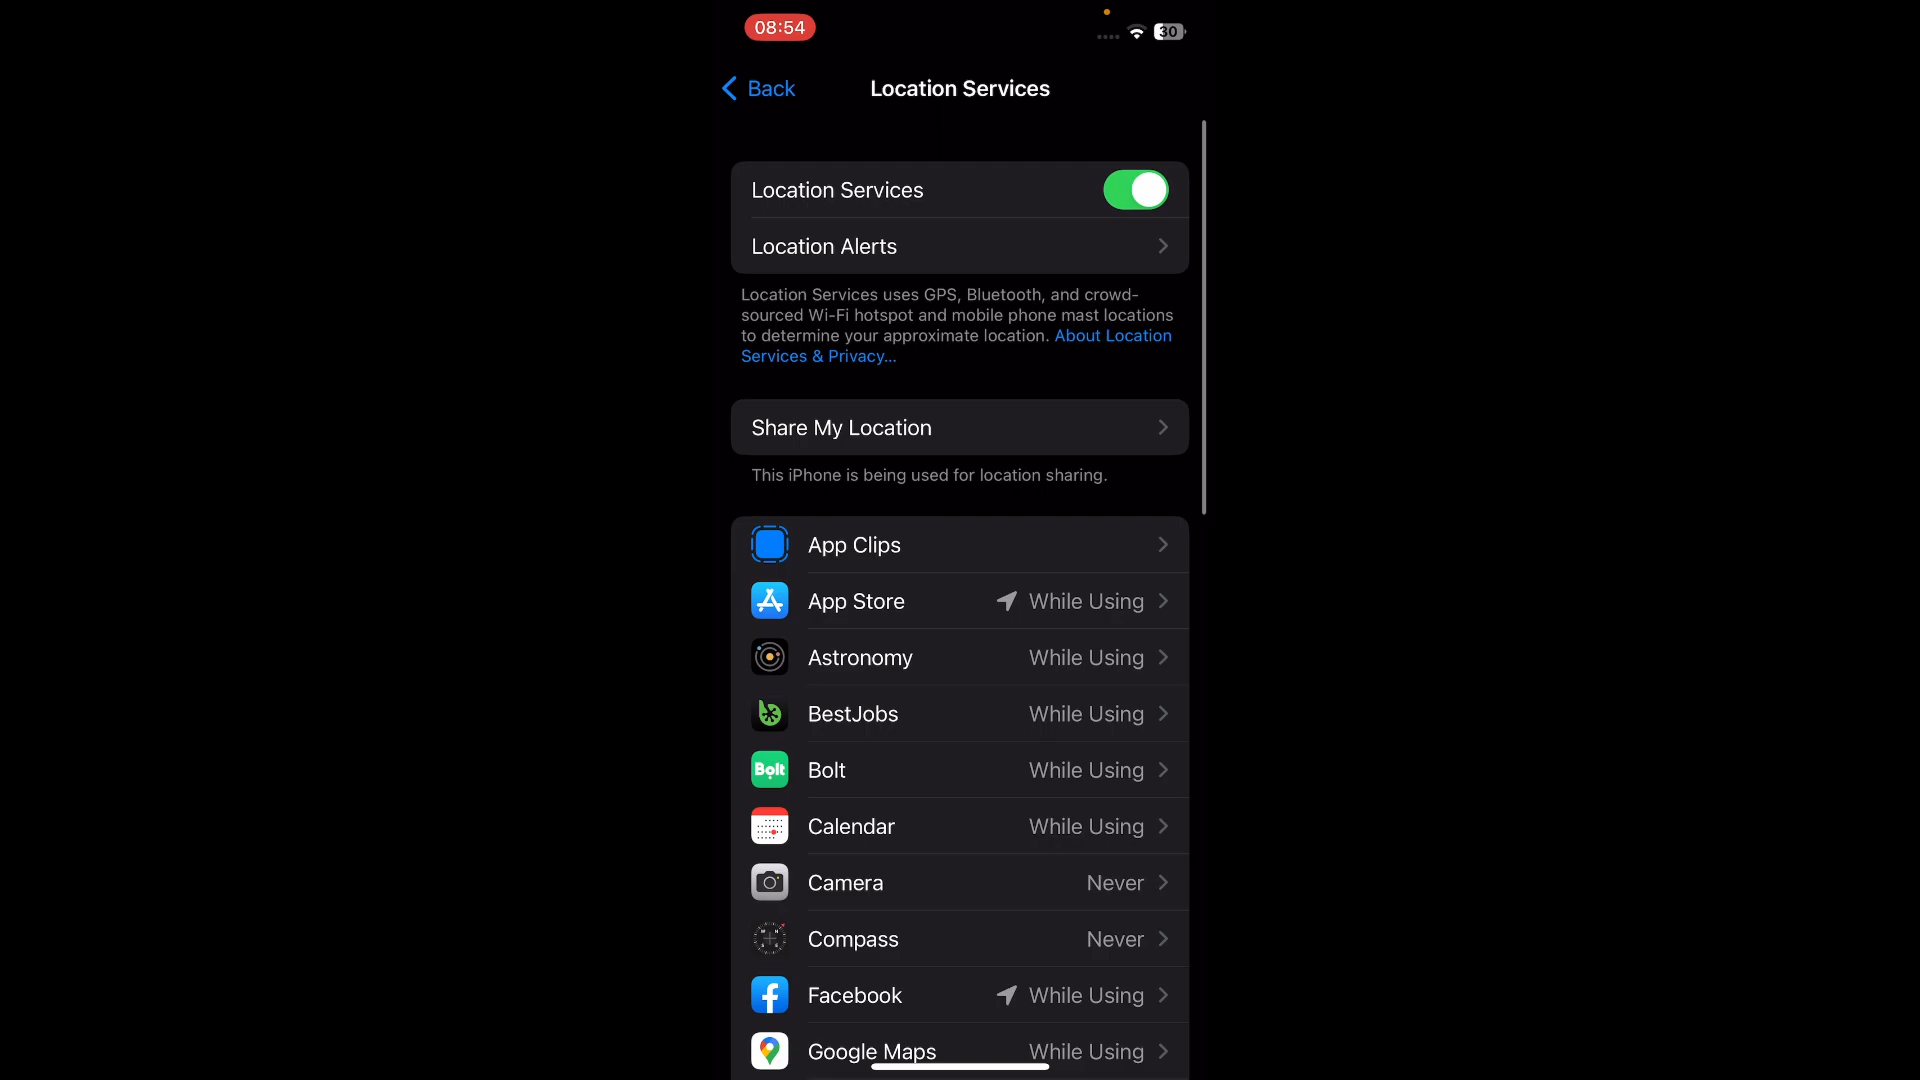 08:54
30
Back
Location Services
Location Services
Location Alerts
Location Services uses GPS, Bluetooth, and crowd-
sourced Wi-Fi hotspot and mobile phone mast locations
to determine your approximate location. About Location
Services & Privacy...
Share My Location
This iPhone is being used for location sharing.
App Clips
App Store While Using
Astronomy While Using
BestJobs While Using
Bolt Bolt While Using
Calendar While Using
Camera Never
Compass Never
Facebook While Using
Google Maps While Using